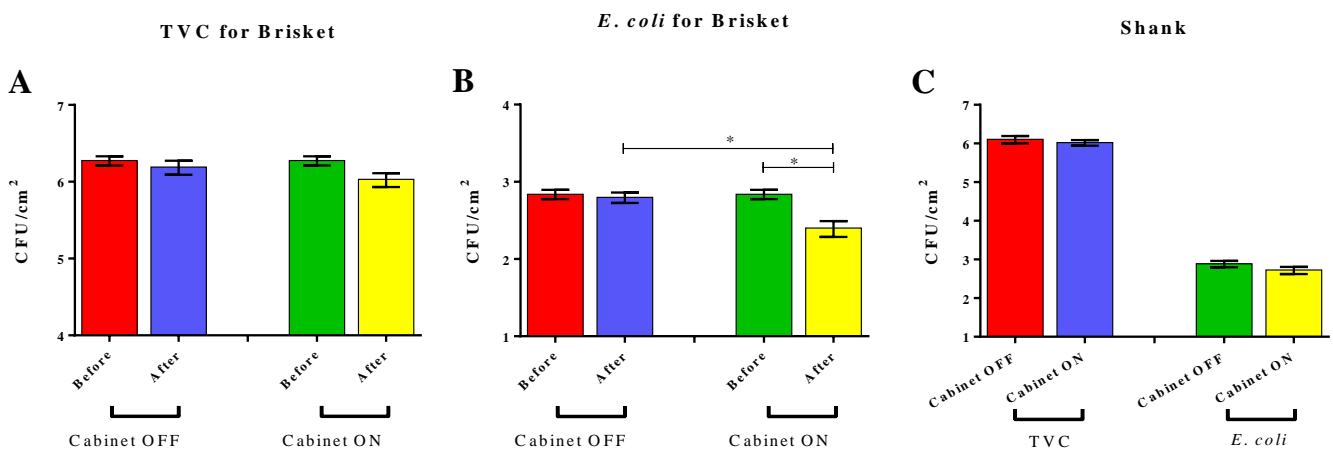 TVC for Brisket
A
CFU/cm²
7
6
5
4
Before
After
Before
After
Cabinet OFF
Cabinet ON
E. coli for Brisket
B
CFU/cm²
4
3
2
1
*
*
Before
After
Before
After
Cabinet OFF
Cabinet ON
Shank
C
CFU/cm²
7
6
5
4
3
2
1
Cabinet OFF
Cabinet ON
Cabinet OFF
Cabinet ON
TVC
E. coli